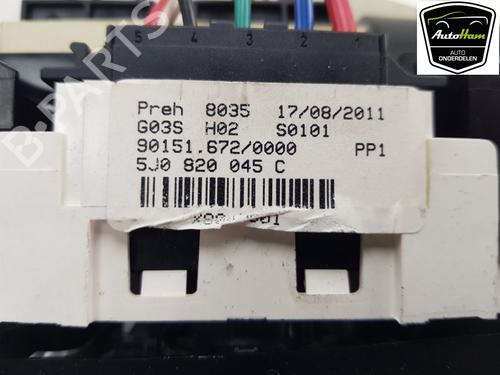 AutoHam
AUTO
ONDERDELEN
B-PARTS
5 4 3 2 1
Preh 8035 17/08/2011
G03S H02 S0101
90151.672/0000 PP1
5J0 820 045 C